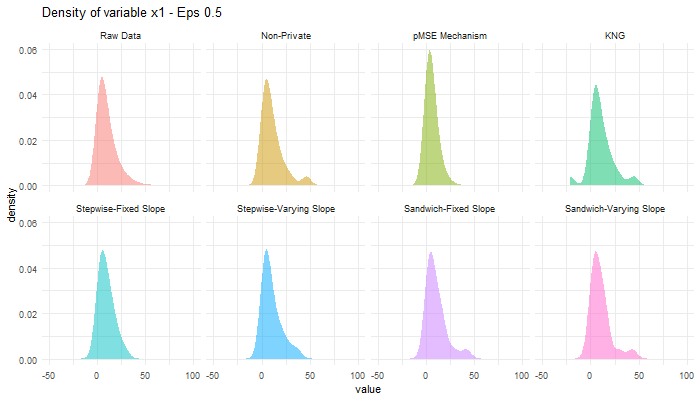 Density of variable x1 - Eps 0.5
Raw Data Non-Private pMSE Mechanism KNG
0.06
0.04
0.02
0.00
density
Stepwise-Fixed Slope Stepwise-Varying Slope Sandwich-Fixed Slope Sandwich-Varying Slope
0.06
0.04
0.02
0.00
-50 0 50 100 -50 0 50 100 -50 0 50 100 -50 0 50 100
value